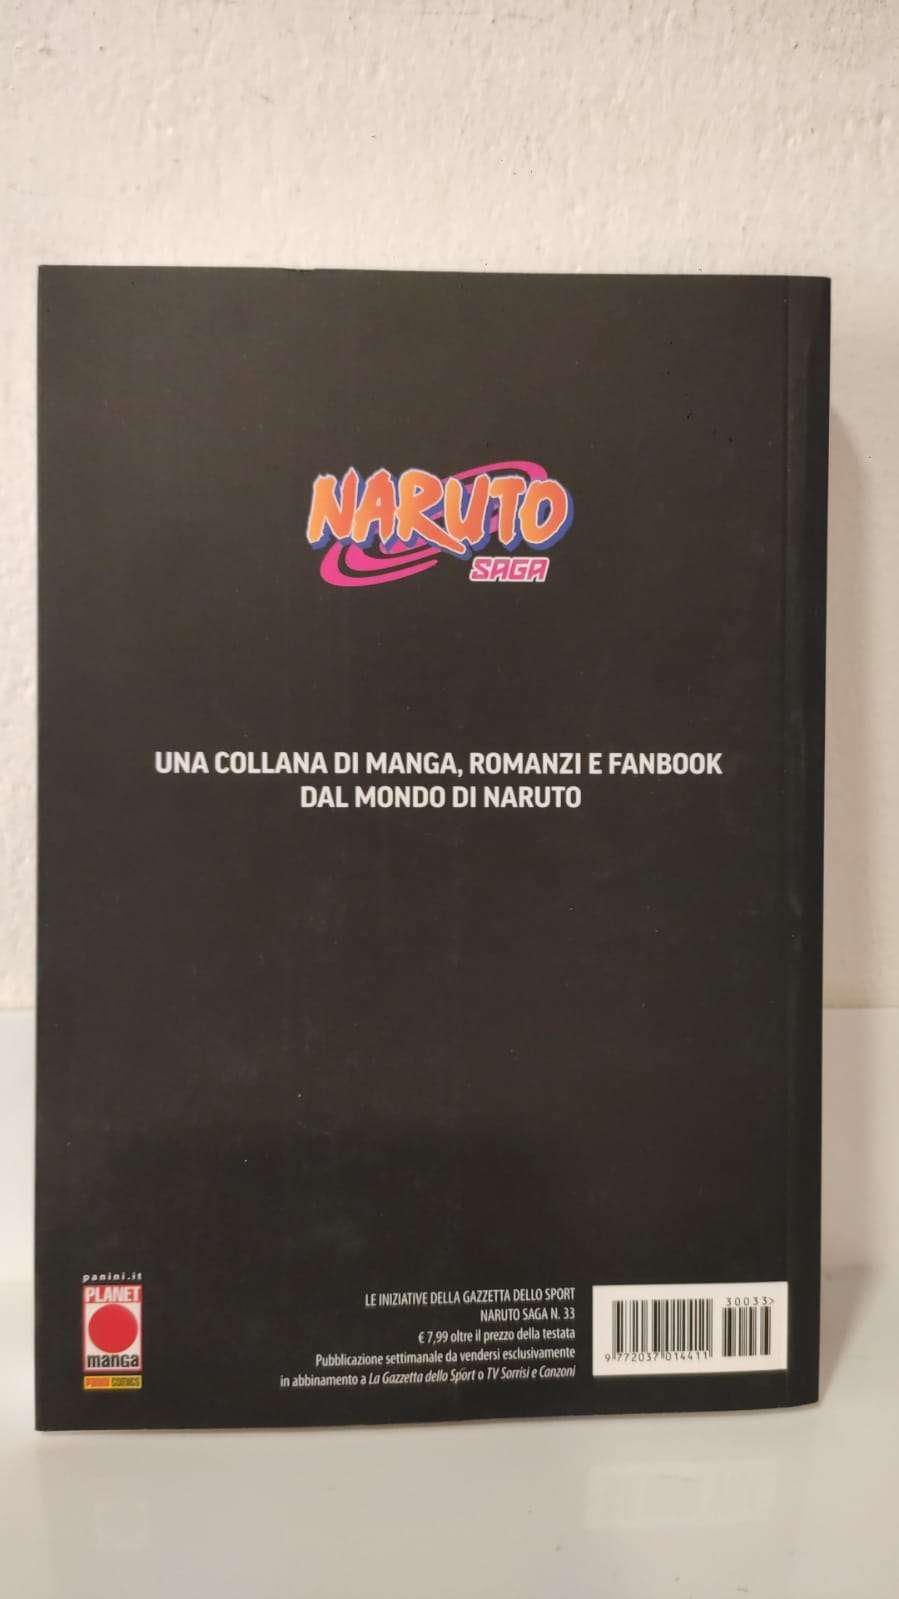 NARUTO
SAGA
UNA COLLANA DI MANGA, ROMANZI E FANBOOK
DAL MONDO DI NARUTO
panini.it
PLANET
manga
PANINI COMICS
LE INIZIATIVE DELLA GAZZETTA DELLO SPORT
NARUTO SAGA N. 33
€ 7,99 oltre il prezzo della testata
Pubblicazione settimanale da vendersi esclusivamente
in abbinamento a La Gazzetta dello Sport o TV Sorrisi e Canzoni
30033>
9 772037 014411